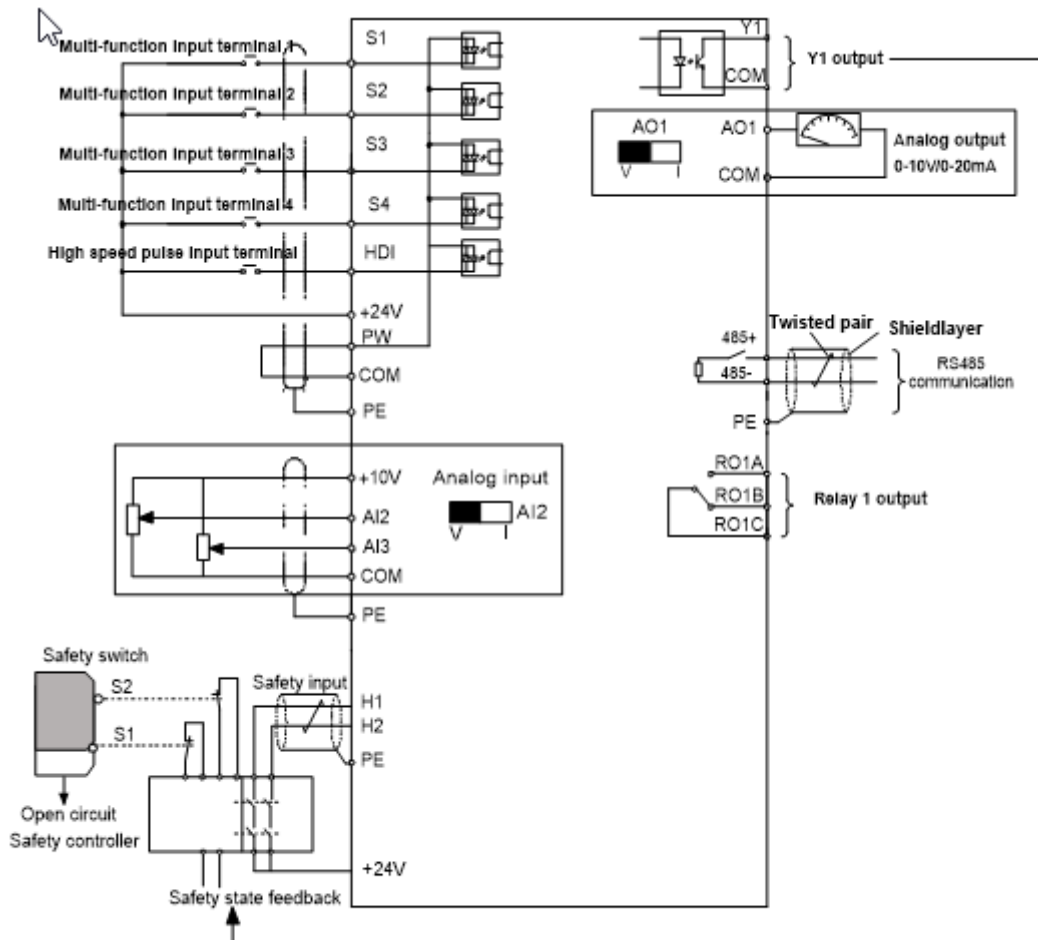 Multi-function input terminal 1
S1
Multi-function input terminal 2
S2
Multi-function input terminal 3
S3
Multi-function input terminal 4
S4
High speed pulse input terminal
HDI
+24V
PW
COM
PE
Y1
COM
Y1 output
AO1
V
I
AO1
COM
Analog output
0-10V/0-20mA
Twisted pair
Shieldlayer
485+
485-
RS485
communication
PE
RO1A
RO1B
RO1C
Relay 1 output
+10V
Analog input
AI2
AI2
V
I
AI3
COM
PE
Safety switch
S2
S1
Safety input
H1
H2
PE
Open circuit
Safety controller
+24V
Safety state feedback